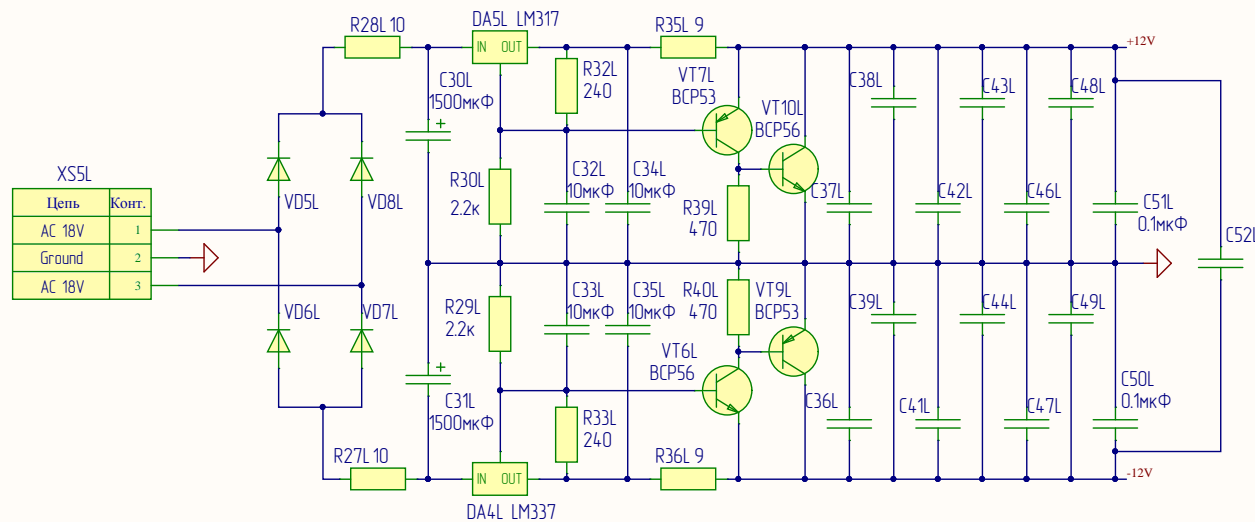 R28L 10
DA5L LM317
IN OUT
R35L 9
+12V
C30L
1500мкФ
+
R32L
240
VT7L
BCP53
VT10L
BCP56
C38L
C43L
C48L
XS5L
Цепь Конт.
AC 18V 1
Ground 2
AC 18V 3
VD5L
VD8L
R30L
2.2к
C32L
10мкФ
C34L
10мкФ
R39L
470
C37L
C42L
C46L
C51L
0.1мкФ
C52L
VD6L
VD7L
R29L
2.2к
C33L
10мкФ
C35L
10мкФ
R40L
470
VT9L
BCP53
C39L
C44L
C49L
+
C31L
1500мкФ
VT6L
BCP56
R33L
240
C36L
C41L
C47L
C50L
0.1мкФ
R27L 10
IN OUT
DA4L LM337
R36L 9
-12V